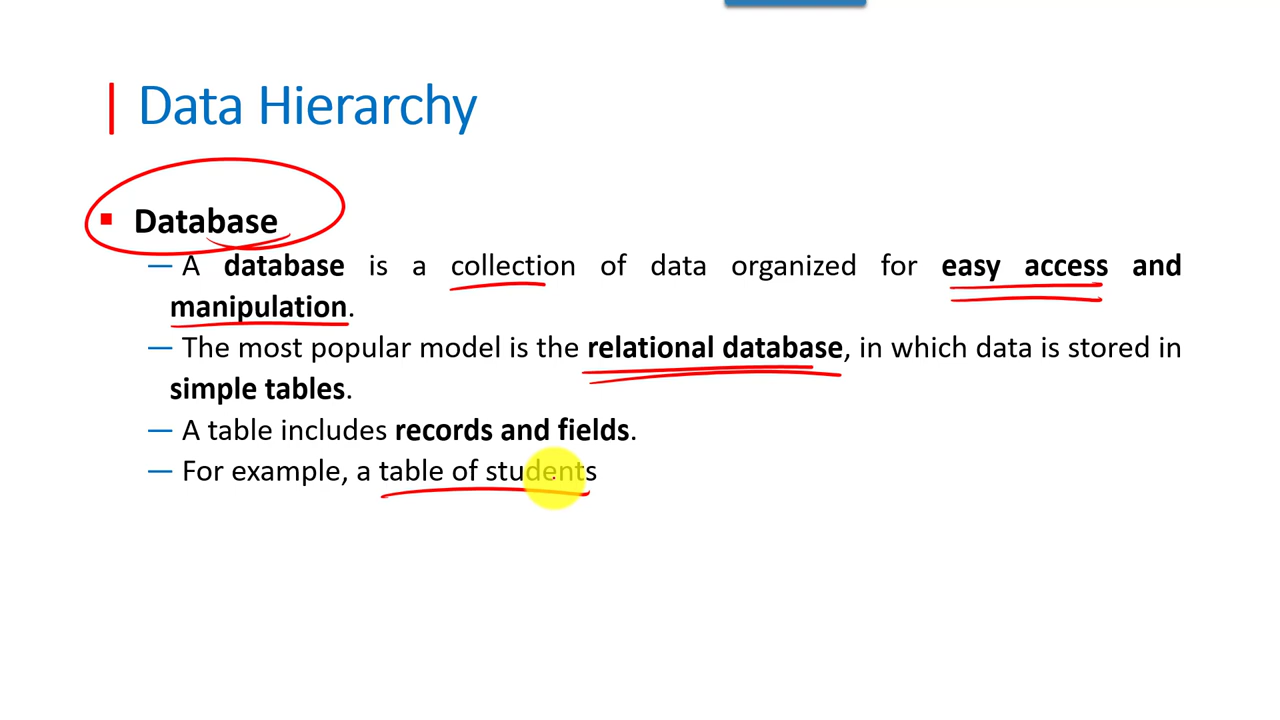 | Data Hierarchy
▪ Database
— A database is a collection of data organized for easy access and
manipulation.
— The most popular model is the relational database, in which data is stored in
simple tables.
— A table includes records and fields.
— For example, a table of students